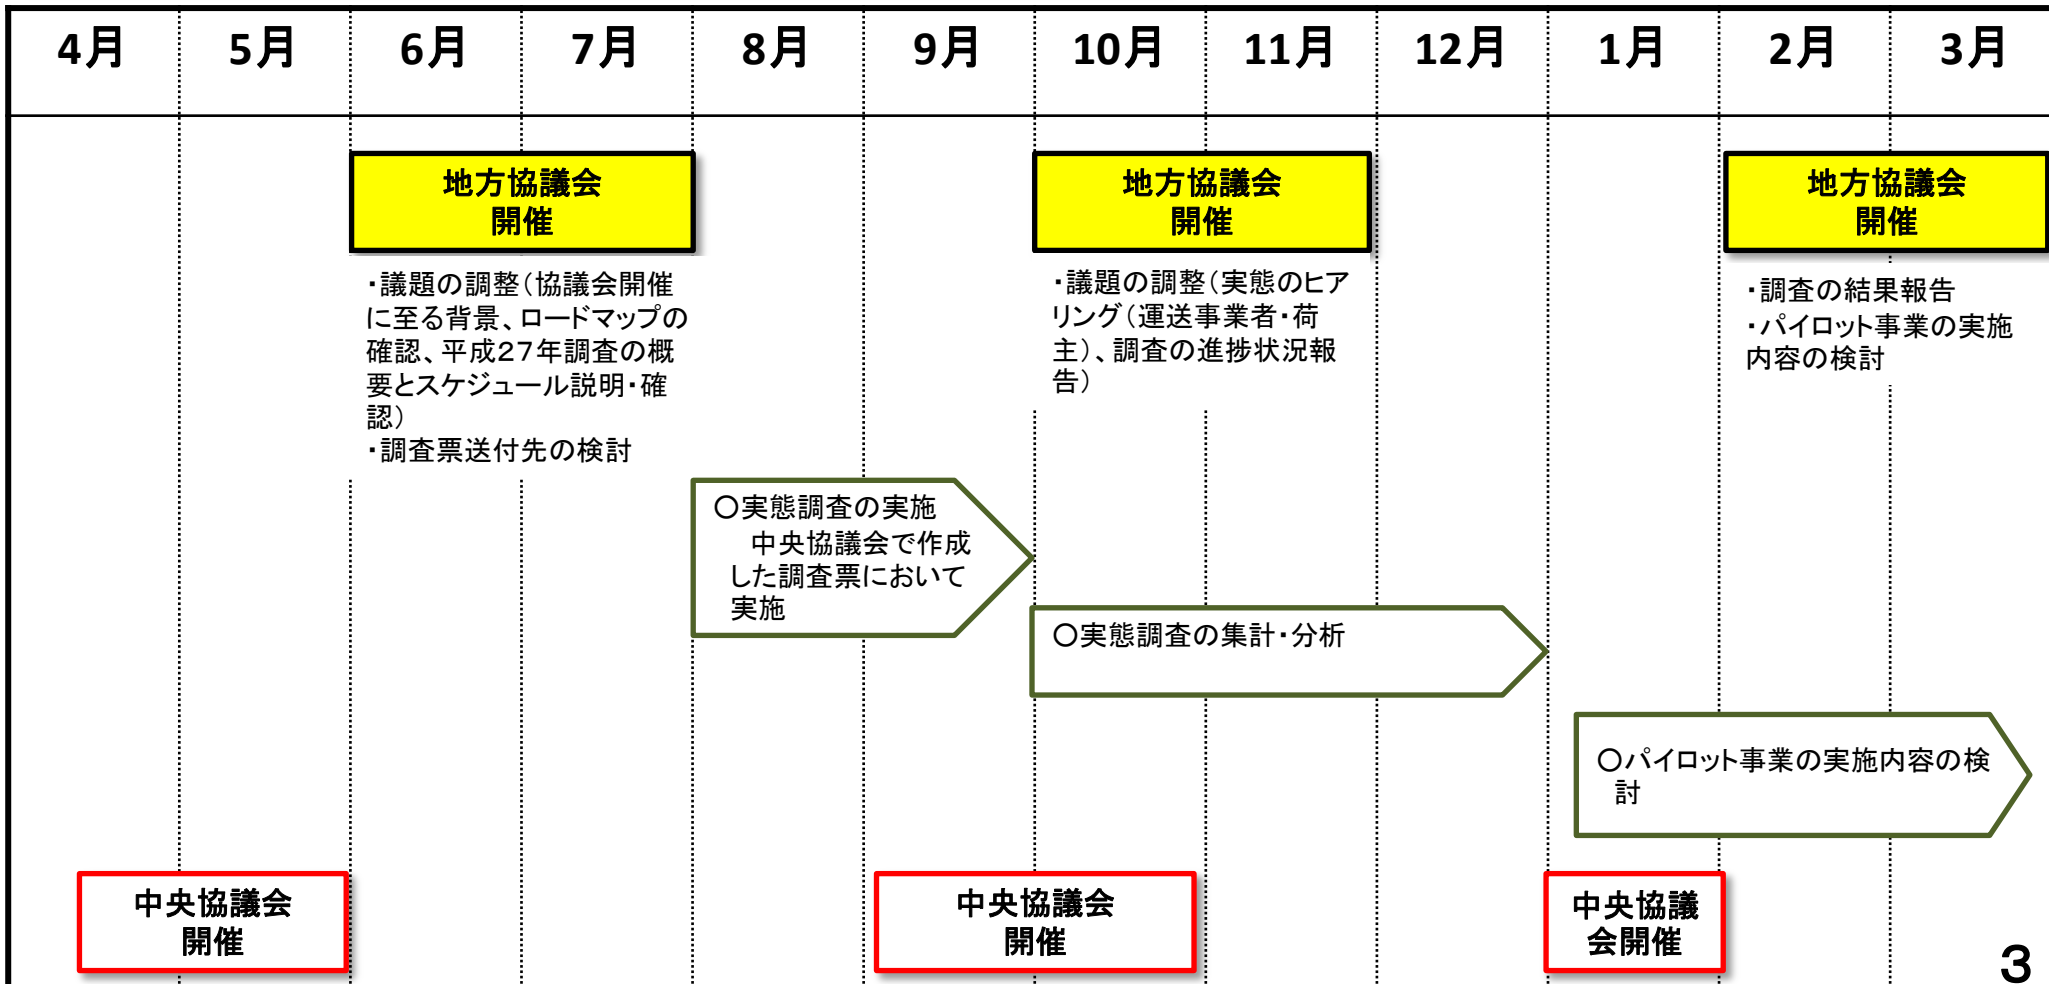 4月 5月 6月 7月 8月 9月 10月 11月 12月 1月 2月 3月
地方協議会
開催
・議題の調整（協議会開催
に至る背景、ロードマップの
確認、平成２７年調査の概
要とスケジュール説明・確
認）
・調査票送付先の検討
地方協議会
開催
・議題の調整（実態のヒア
リング（運送事業者・荷
主）、調査の進捗状況報
告）
地方協議会
開催
・調査の結果報告
・パイロット事業の実施
内容の検討
○実態調査の実施
中央協議会で作成
した調査票において
実施
○実態調査の集計・分析
○パイロット事業の実施内容の検
討
中央協議会
開催
中央協議会
開催
中央協議
会開催
3